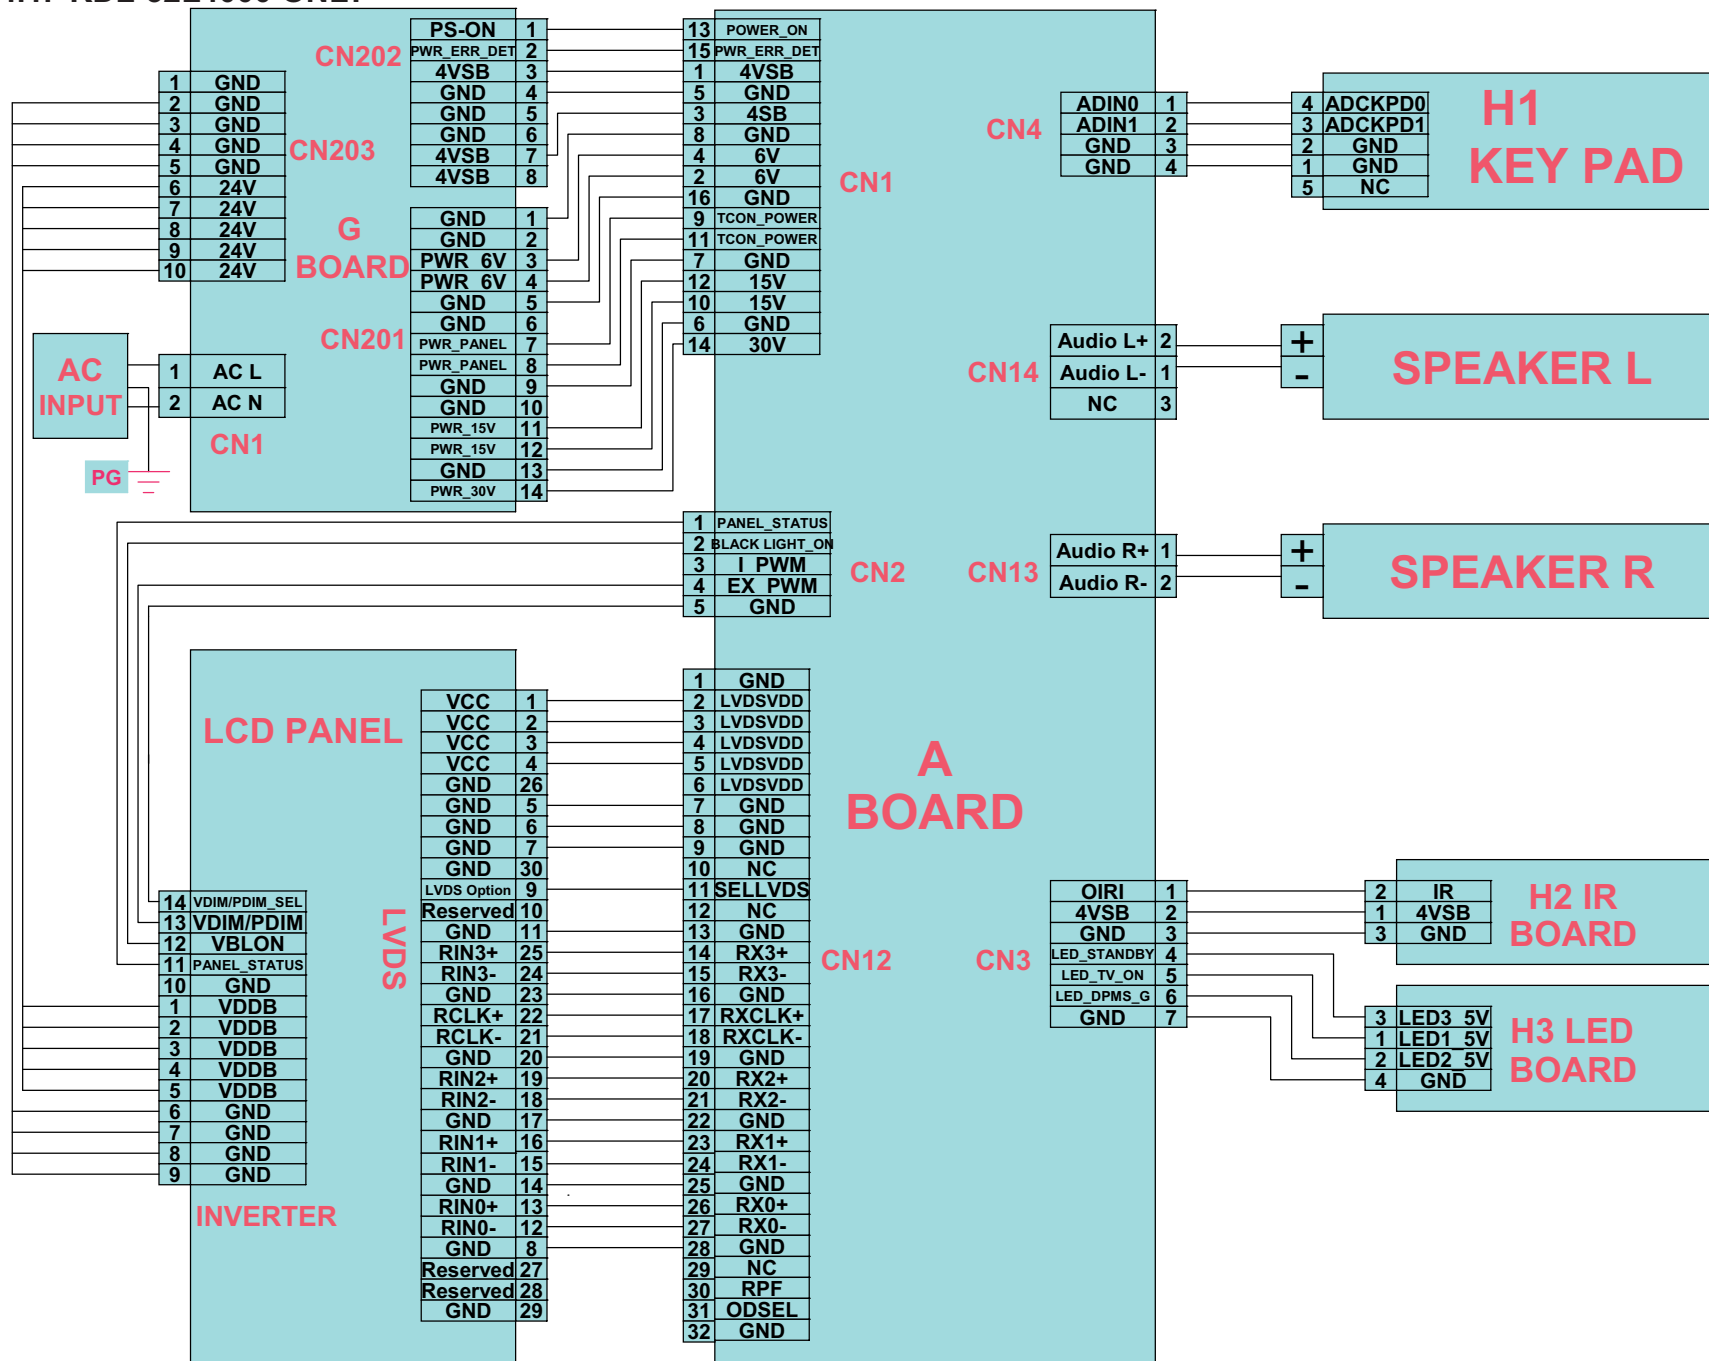 PS-ON 1
PWR_ERR_DET 2
4VSB 3
GND 4
GND 5
GND 6
4VSB 7
4VSB 8
CN202
1 GND
2 GND
3 GND
4 GND
5 GND
6 24V
7 24V
8 24V
9 24V
10 24V
CN203
G
BOARD
GND 1
GND 2
PWR_6V 3
PWR_6V 4
GND 5
GND 6
PWR_PANEL 7
PWR_PANEL 8
GND 9
GND 10
PWR_15V 11
PWR_15V 12
GND 13
PWR_30V 14
CN201
AC
INPUT
1 AC L
2 AC N
CN1
PG
13 POWER_ON
15 PWR_ERR_DET
1 4VSB
5 GND
3 4SB
8 GND
4 6V
2 6V
16 GND
9 TCON_POWER
11 TCON_POWER
7 GND
12 15V
10 15V
6 GND
14 30V
CN1
ADIN0 1
ADIN1 2
GND 3
GND 4
CN4
4 ADCKPD0
3 ADCKPD1
2 GND
1 GND
5 NC
H1
KEY PAD
Audio L+ 2
Audio L- 1
NC 3
CN14
+
-
SPEAKER L
1 PANEL_STATUS
2 BLACK LIGHT_ON
3 I_PWM
4 EX_PWM
5 GND
CN2
Audio R+ 1
Audio R- 2
CN13
+
-
SPEAKER R
LCD PANEL
VCC 1
VCC 2
VCC 3
VCC 4
GND 26
GND 5
GND 6
GND 7
GND 30
LVDS Option 9
Reserved 10
GND 11
RIN3+ 25
RIN3- 24
GND 23
RCLK+ 22
RCLK- 21
GND 20
RIN2+ 19
RIN2- 18
GND 17
RIN1+ 16
RIN1- 15
GND 14
RIN0+ 13
RIN0- 12
GND 8
Reserved 27
Reserved 28
GND 29
LVDS
14 VDIM/PDIM_SEL
13 VDIM/PDIM
12 VBLON
11 PANEL_STATUS
10 GND
1 VDDB
2 VDDB
3 VDDB
4 VDDB
5 VDDB
6 GND
7 GND
8 GND
9 GND
INVERTER
1 GND
2 LVDSVDD
3 LVDSVDD
4 LVDSVDD
5 LVDSVDD
6 LVDSVDD
7 GND
8 GND
9 GND
10 NC
11 SELLVDS
12 NC
13 GND
14 RX3+
15 RX3-
16 GND
17 RXCLK+
18 RXCLK-
19 GND
20 RX2+
21 RX2-
22 GND
23 RX1+
24 RX1-
25 GND
26 RX0+
27 RX0-
28 GND
29 NC
30 RPF
31 ODSEL
32 GND
CN12
A
BOARD
OIRI 1
4VSB 2
GND 3
LED_STANDBY 4
LED_TV_ON 5
LED_DPMS_G 6
GND 7
CN3
2 IR
1 4VSB
3 GND
H2 IR
BOARD
3 LED3_5V
1 LED1_5V
2 LED2_5V
4 GND
H3 LED
BOARD